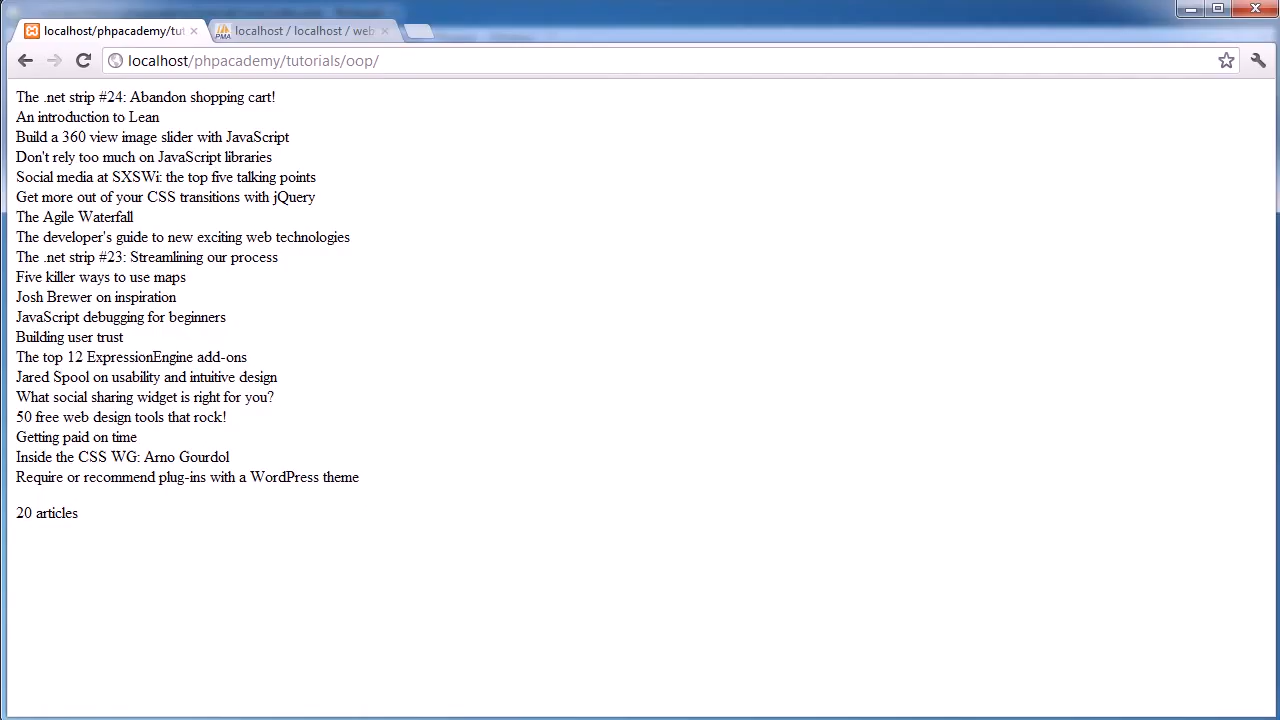 localhost/phpacademy/tut
localhost / localhost / web
localhost/phpacademy/tutorials/oop/
The .net strip #24: Abandon shopping cart!
An introduction to Lean
Build a 360 view image slider with JavaScript
Don't rely too much on JavaScript libraries
Social media at SXSWi: the top five talking points
Get more out of your CSS transitions with jQuery
The Agile Waterfall
The developer's guide to new exciting web technologies
The .net strip #23: Streamlining our process
Five killer ways to use maps
Josh Brewer on inspiration
JavaScript debugging for beginners
Building user trust
The top 12 ExpressionEngine add-ons
Jared Spool on usability and intuitive design
What social sharing widget is right for you?
50 free web design tools that rock!
Getting paid on time
Inside the CSS WG: Arno Gourdol
Require or recommend plug-ins with a WordPress theme
20 articles